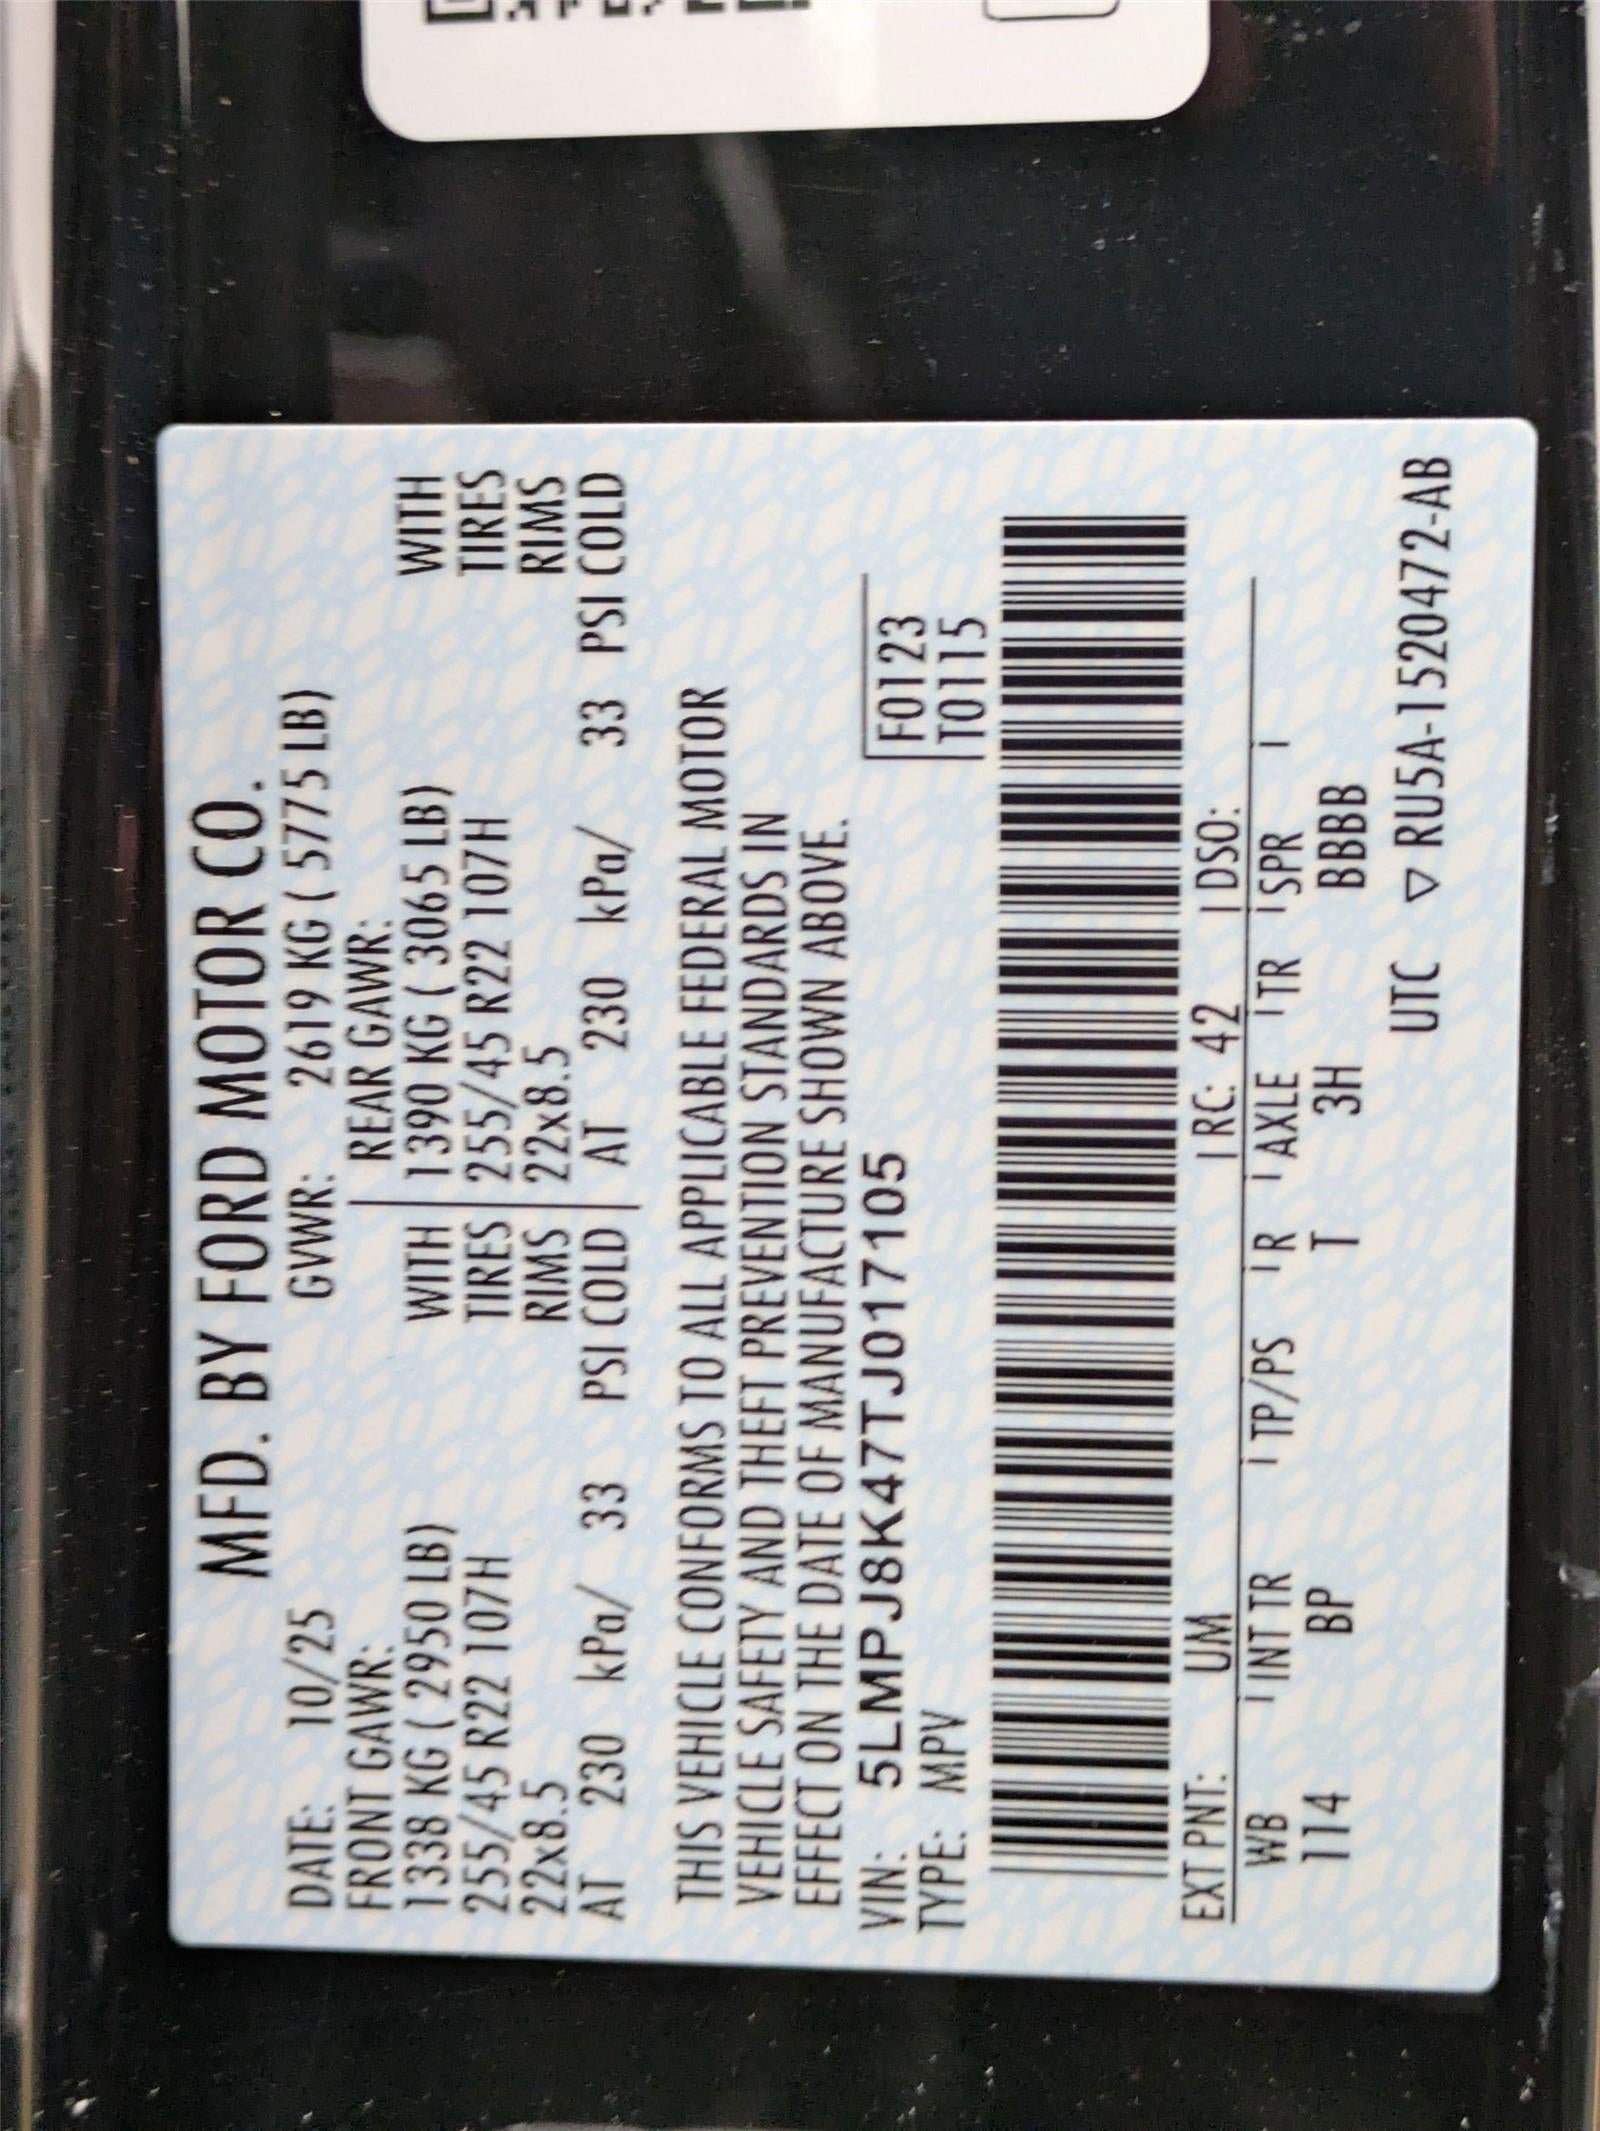 MFD. BY FORD MOTOR CO.
DATE: 10/25 GVWR: 2619 KG ( 5775 LB)
FRONT GAWR: REAR GAWR:
1338 KG ( 2950 LB) WITH 1390 KG ( 3065 LB) WITH
255/45 R22 107H TIRES 255/45 R22 107H TIRES
22x8.5 RIMS 22x8.5 RIMS
AT 230 kPa/ 33 PSI COLD AT 230 kPa/ 33 PSI COLD
THIS VEHICLE CONFORMS TO ALL APPLICABLE FEDERAL MOTOR
VEHICLE SAFETY AND THEFT PREVENTION STANDARDS IN
EFFECT ON THE DATE OF MANUFACTURE SHOWN ABOVE.
VIN: 5LMPJ8K47TJ017105 F0123
TYPE: MPV T0115
EXT PNT: UM RC: 42 DSO:
WB INT TR TP/PS R AXLE TR SPR
114 BP T 3H BBBB
UTC ▽ RU5A-1520472-AB